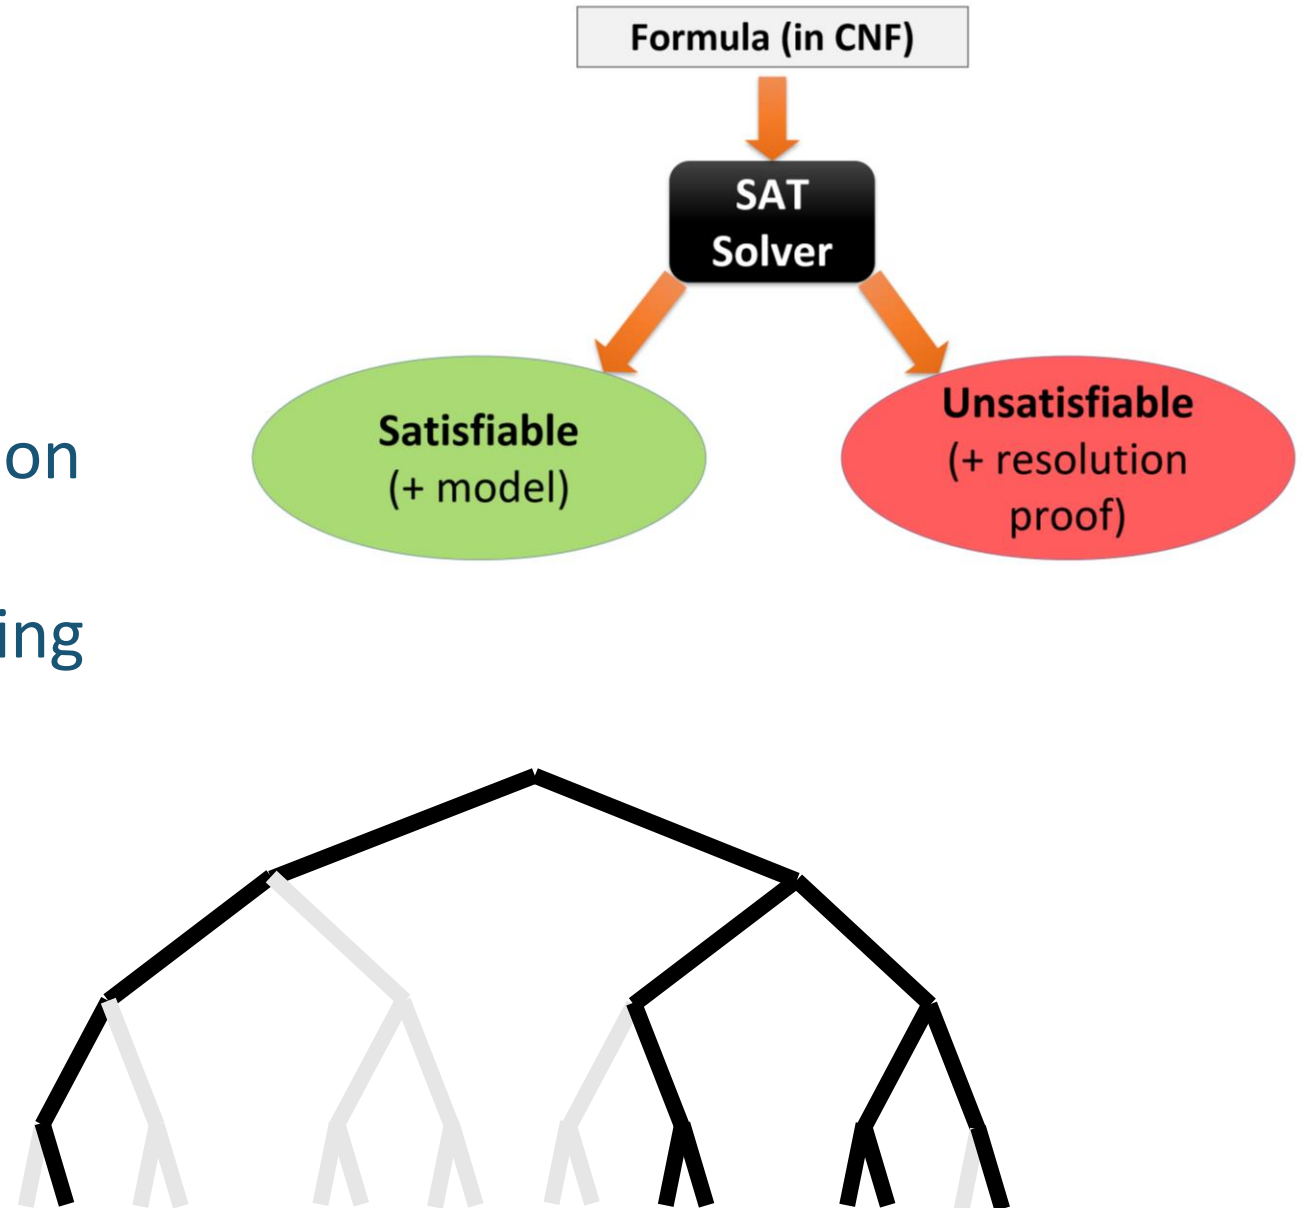 Formula (in CNF)
SAT
Solver
Satisfiable
(+ model)
Unsatisfiable
(+ resolution
proof)
on
ing